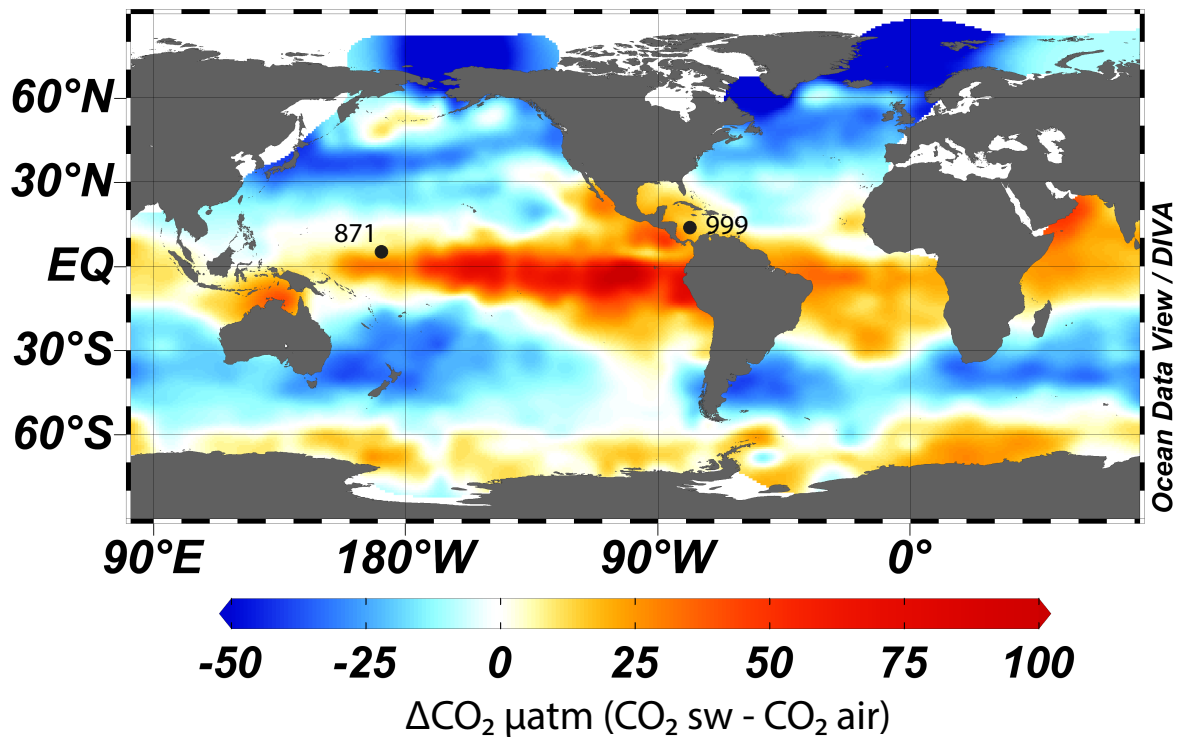 60°N
30°N
EQ
30°S
60°S
871
999
Ocean Data View / DIVA
90°E 180°W 90°W 0°
-50 -25 0 25 50 75 100
ΔCO₂ µatm (CO₂ sw - CO₂ air)